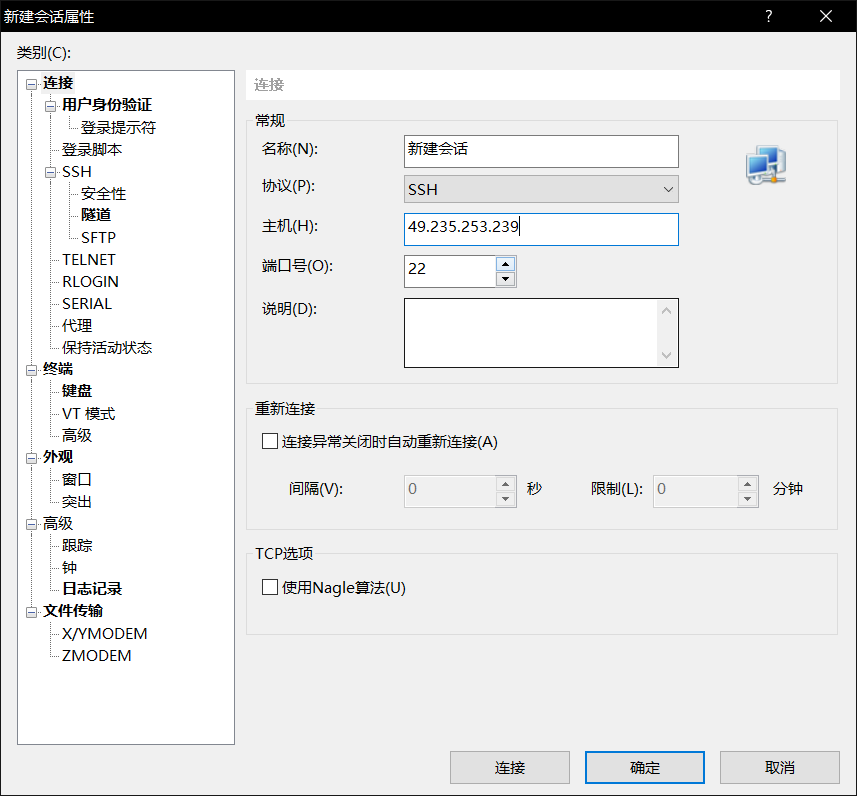 新建会话属性
?
类别(C):
连接
用户身份验证
登录提示符
登录脚本
SSH
安全性
隧道
SFTP
TELNET
RLOGIN
SERIAL
代理
保持活动状态
终端
键盘
VT 模式
高级
外观
窗口
突出
高级
跟踪
钟
日志记录
文件传输
X/YMODEM
ZMODEM
连接
常规
名称(N): 新建会话
协议(P): SSH
主机(H): 49.235.253.239
端口号(O): 22
说明(D):
重新连接
连接异常关闭时自动重新连接(A)
间隔(V): 0 秒 限制(L): 0 分钟
TCP选项
使用Nagle算法(U)
连接 确定 取消